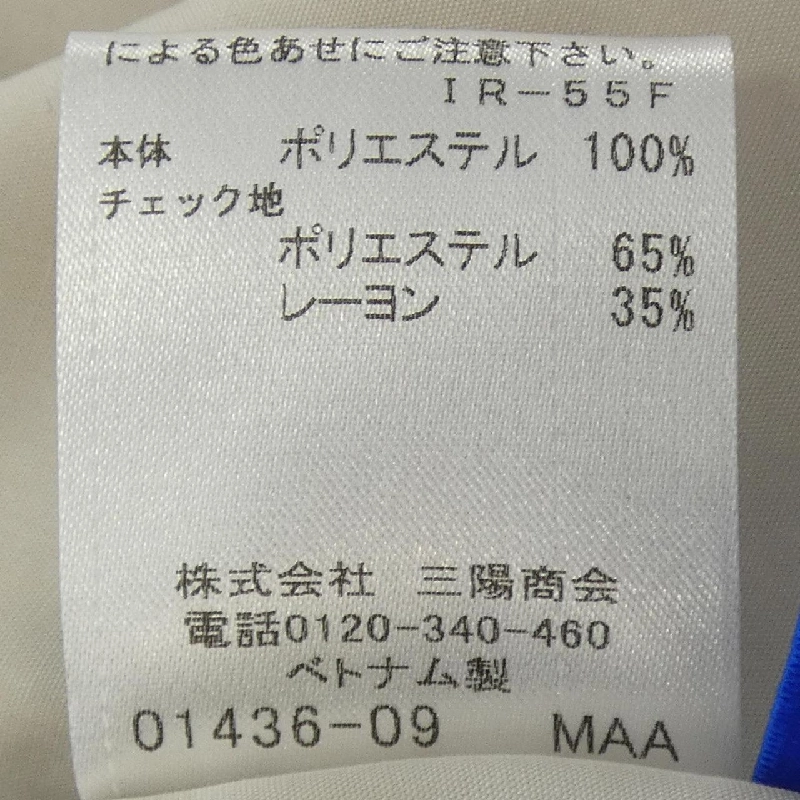 による色あせにご注意下さい。
IR-55F
本体 ポリエステル 100%
チェック地
ポリエステル 65%
レーヨン 35%
株式会社 三陽商会
電話0120-340-460
ベトナム製
01436-09 MAA